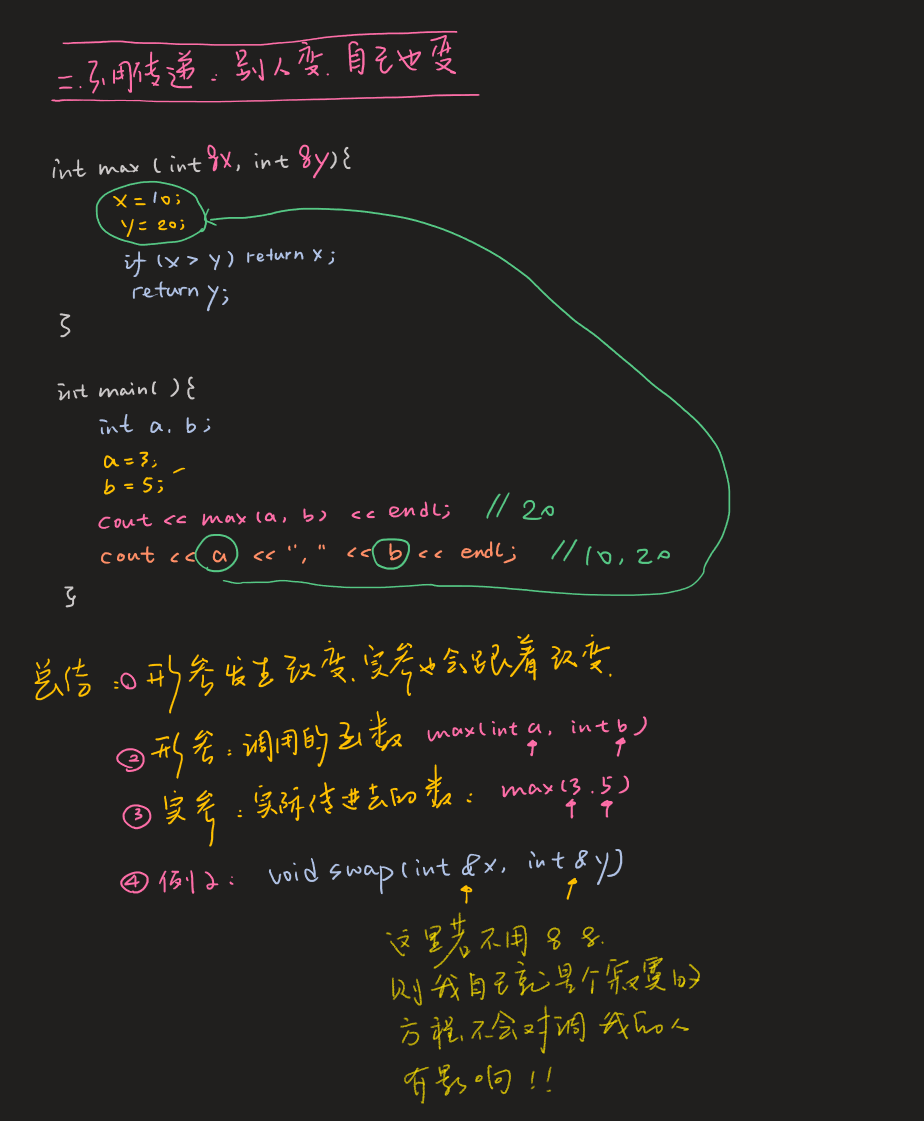 二.引用传递:别人变.自己也变
int max (int &x, int &y){
x = 10;
y = 20;
if (x > y) return x;
return y;
}
int main( ){
int a, b;
a = 3;
b = 5;
cout << max(a, b) << endl; // 20
cout << a << "," << b << endl; // 10, 20
}
总结:① 形参发生改变.实参也会跟着改变.
② 形参:调用的函数 max(int a, int b)
③ 实参:实际传进去的数: max(3.5)
④ 例2: void swap(int &x, int &y)
这里若不用 & &.
则我自己就是个寂寞的
方程,不会对调我的人
有影响!!